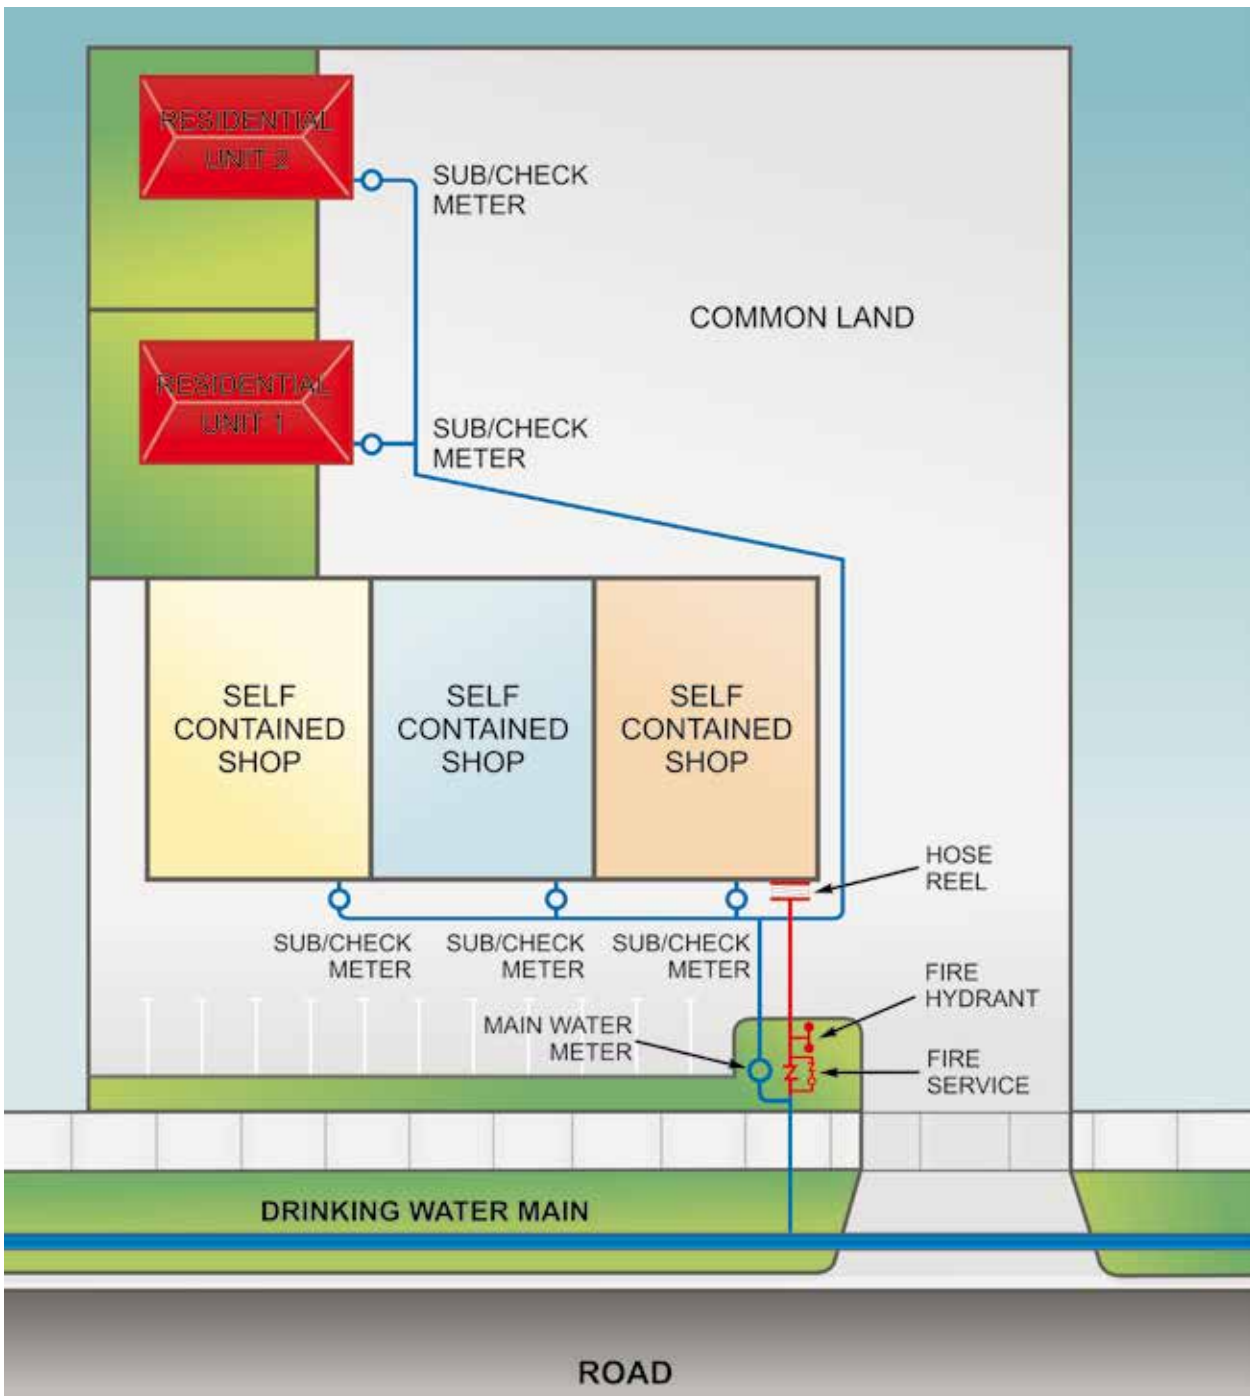 RESIDENTIAL
UNIT 2
SUB/CHECK
METER
COMMON LAND
RESIDENTIAL
UNIT 1
SUB/CHECK
METER
SELF
CONTAINED
SHOP
SELF
CONTAINED
SHOP
SELF
CONTAINED
SHOP
HOSE
REEL
SUB/CHECK
METER
SUB/CHECK
METER
SUB/CHECK
METER
FIRE
HYDRANT
MAIN WATER
METER
FIRE
SERVICE
DRINKING WATER MAIN
ROAD